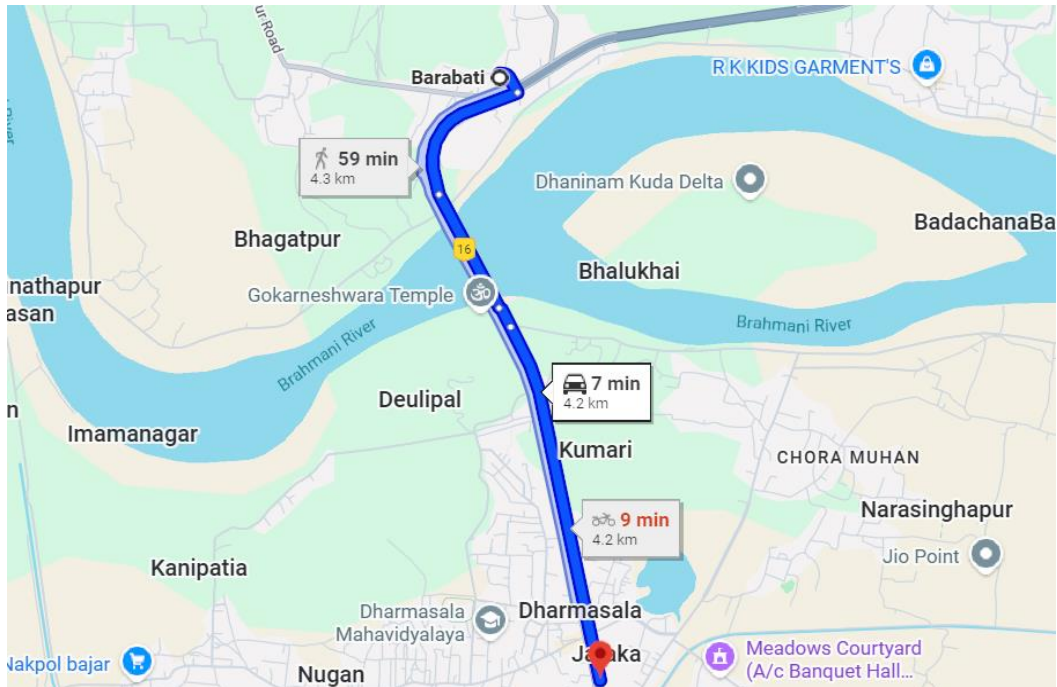 ur Road
River
Barabati
R K KIDS GARMENT'S
59 min
4.3 km
Dhaninam Kuda Delta
BadachanaBa
Bhagatpur
16
Bhalukhai
inathapur
asan
Gokarneshwara Temple
Brahmani River
Brahmani River
7 min
4.2 km
Deulipal
n
Imamanagar
Kumari
CHORA MUHAN
Narasinghapur
9 min
4.2 km
Jio Point
Kanipatia
Dharmasala
Mahavidyalaya
Dharmasala
Nakpol bajar
Nugan
Meadows Courtyard
(A/c Banquet Hall...